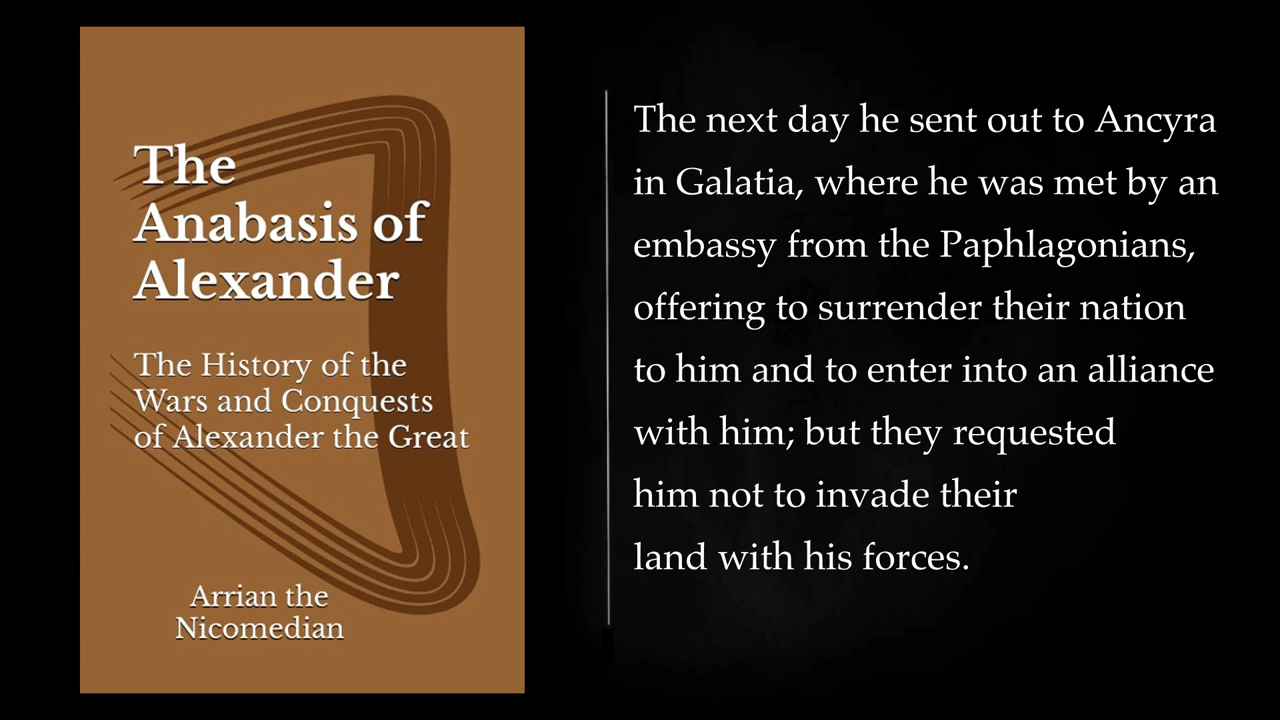 The
Anabasis of
Alexander
The History of the
Wars and Conquests
of Alexander the Great
Arrian the
Nicomedian
The next day he sent out to Ancyra
in Galatia, where he was met by an
embassy from the Paphlagonians,
offering to surrender their nation
to him and to enter into an alliance
with him; but they requested
him not to invade their
land with his forces.